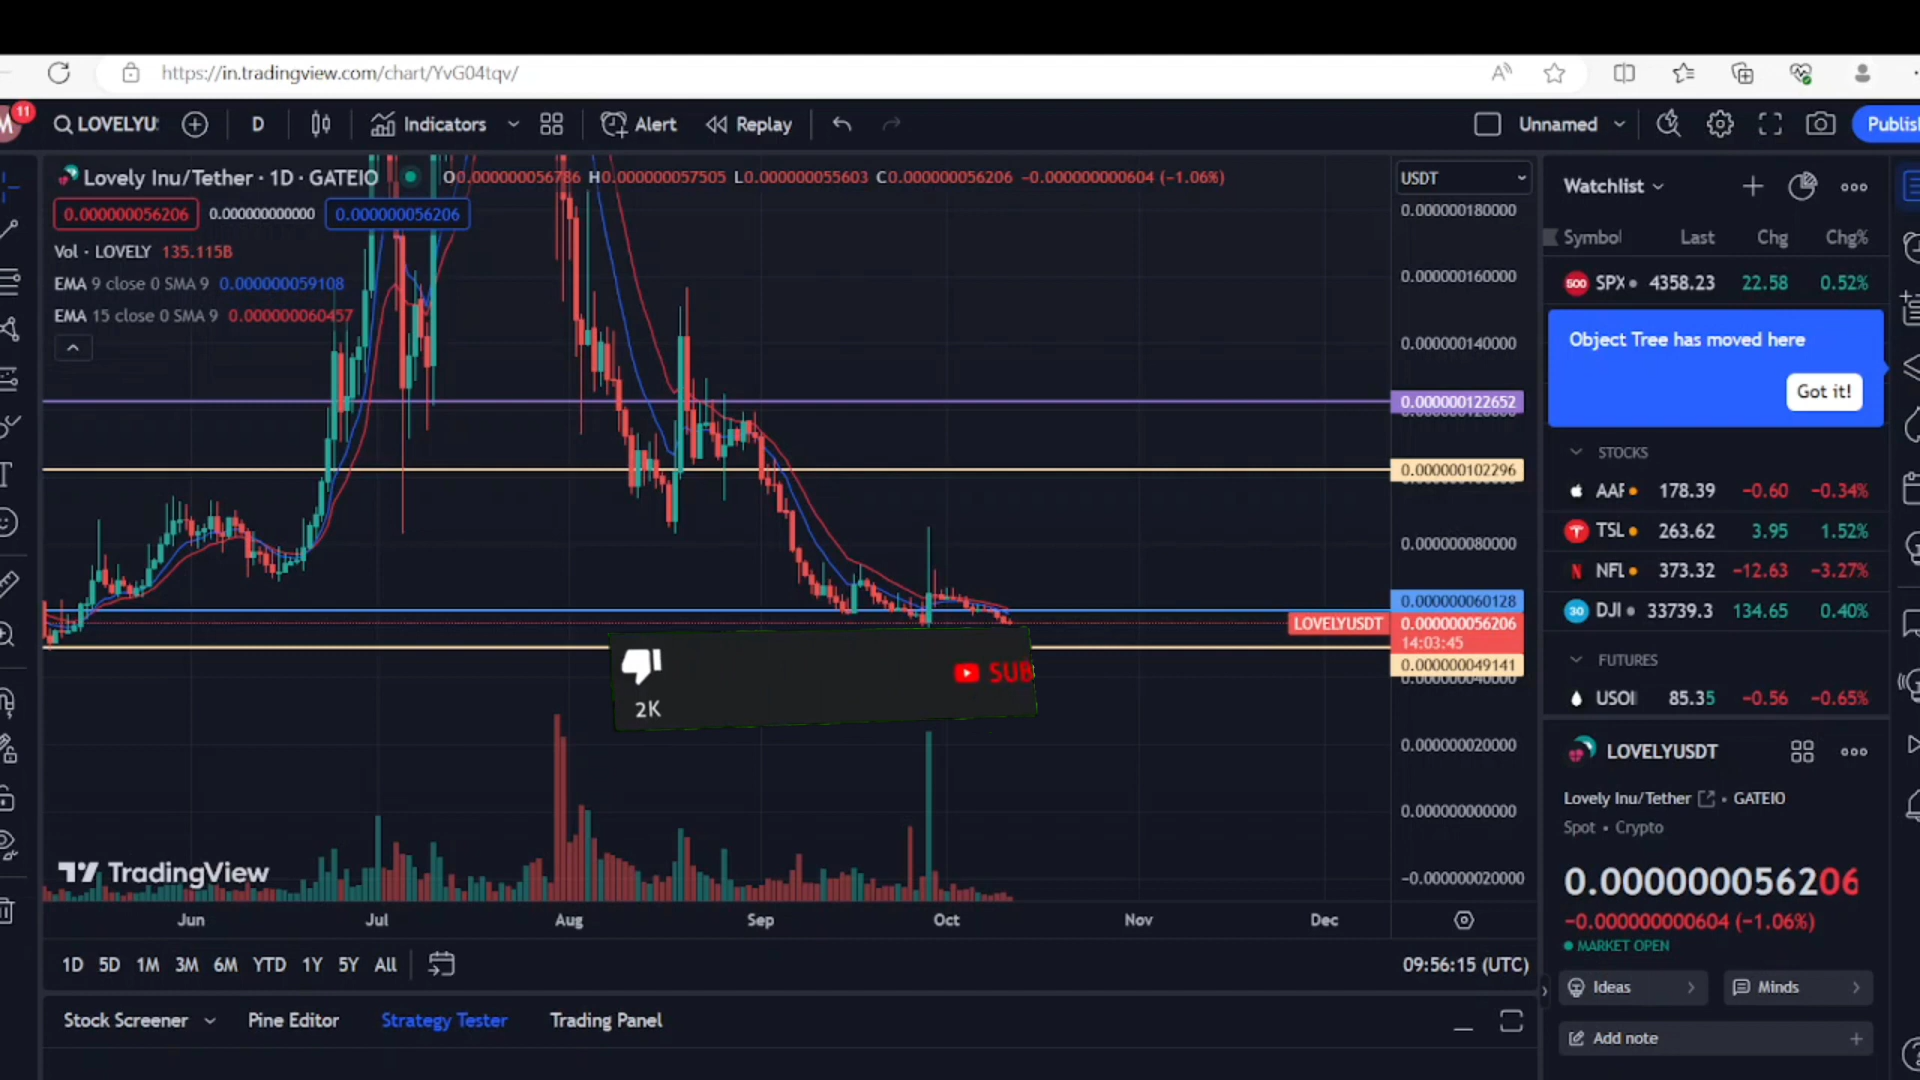 https://in.tradingview.com/chart/YvG04tqv/
11
M LOVELYU D Indicators Alert Replay Unnamed Publish
Lovely Inu/Tether · 1D · GATEIO O0.000000056786 H0.000000057505 L0.000000055603 C0.000000056206 −0.000000000604 (−1.06%)
0.000000056206 0.000000000000 0.000000056206
Vol · LOVELY 135.115B
EMA 9 close 0 SMA 9 0.000000059108
EMA 15 close 0 SMA 9 0.000000060457
USDT
0.000000180000
0.000000160000
0.000000140000
0.000000122652
0.000000102296
0.000000080000
0.000000060128
LOVELYUSDT 0.000000056206
14:03:45
0.000000049141
0.000000040000
0.000000020000
0.000000000000
−0.000000020000
2K
SUB
TradingView
Jun Jul Aug Sep Oct Nov Dec
1D 5D 1M 3M 6M YTD 1Y 5Y All 09:56:15 (UTC)
Stock Screener Pine Editor Strategy Tester Trading Panel
Watchlist
Symbol Last Chg Chg%
500 SPX 4358.23 22.58 0.52%
Object Tree has moved here
Got it!
STOCKS
AAP 178.39 −0.60 −0.34%
TSL 263.62 3.95 1.52%
N NFL 373.32 −12.63 −3.27%
30 DJI 33739.3 134.65 0.40%
FUTURES
USOI 85.35 −0.56 −0.65%
LOVELYUSDT
Lovely Inu/Tether · GATEIO
Spot • Crypto
0.000000056206
−0.000000000604 (−1.06%)
MARKET OPEN
Ideas Minds
Add note